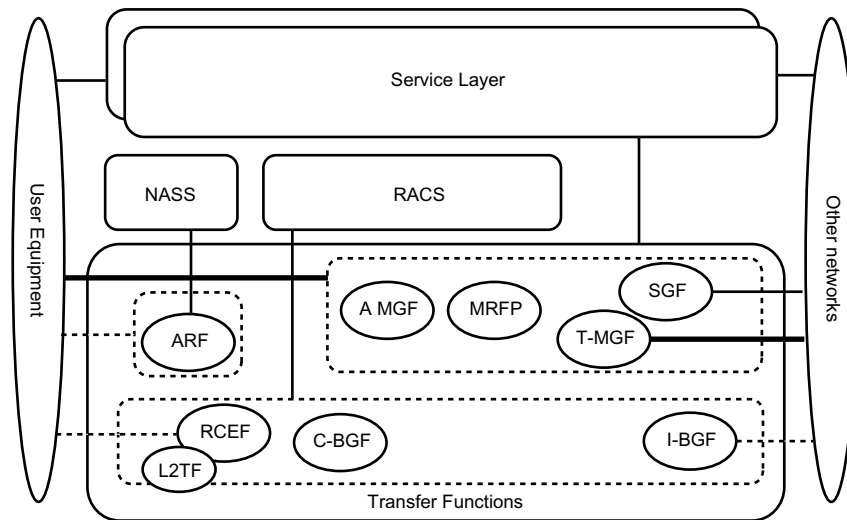 Service Layer
User Equipment
NASS
RACS
Other networks
SGF
A MGF
MRFP
T-MGF
ARF
RCEF
C-BGF
I-BGF
L2TF
Transfer Functions